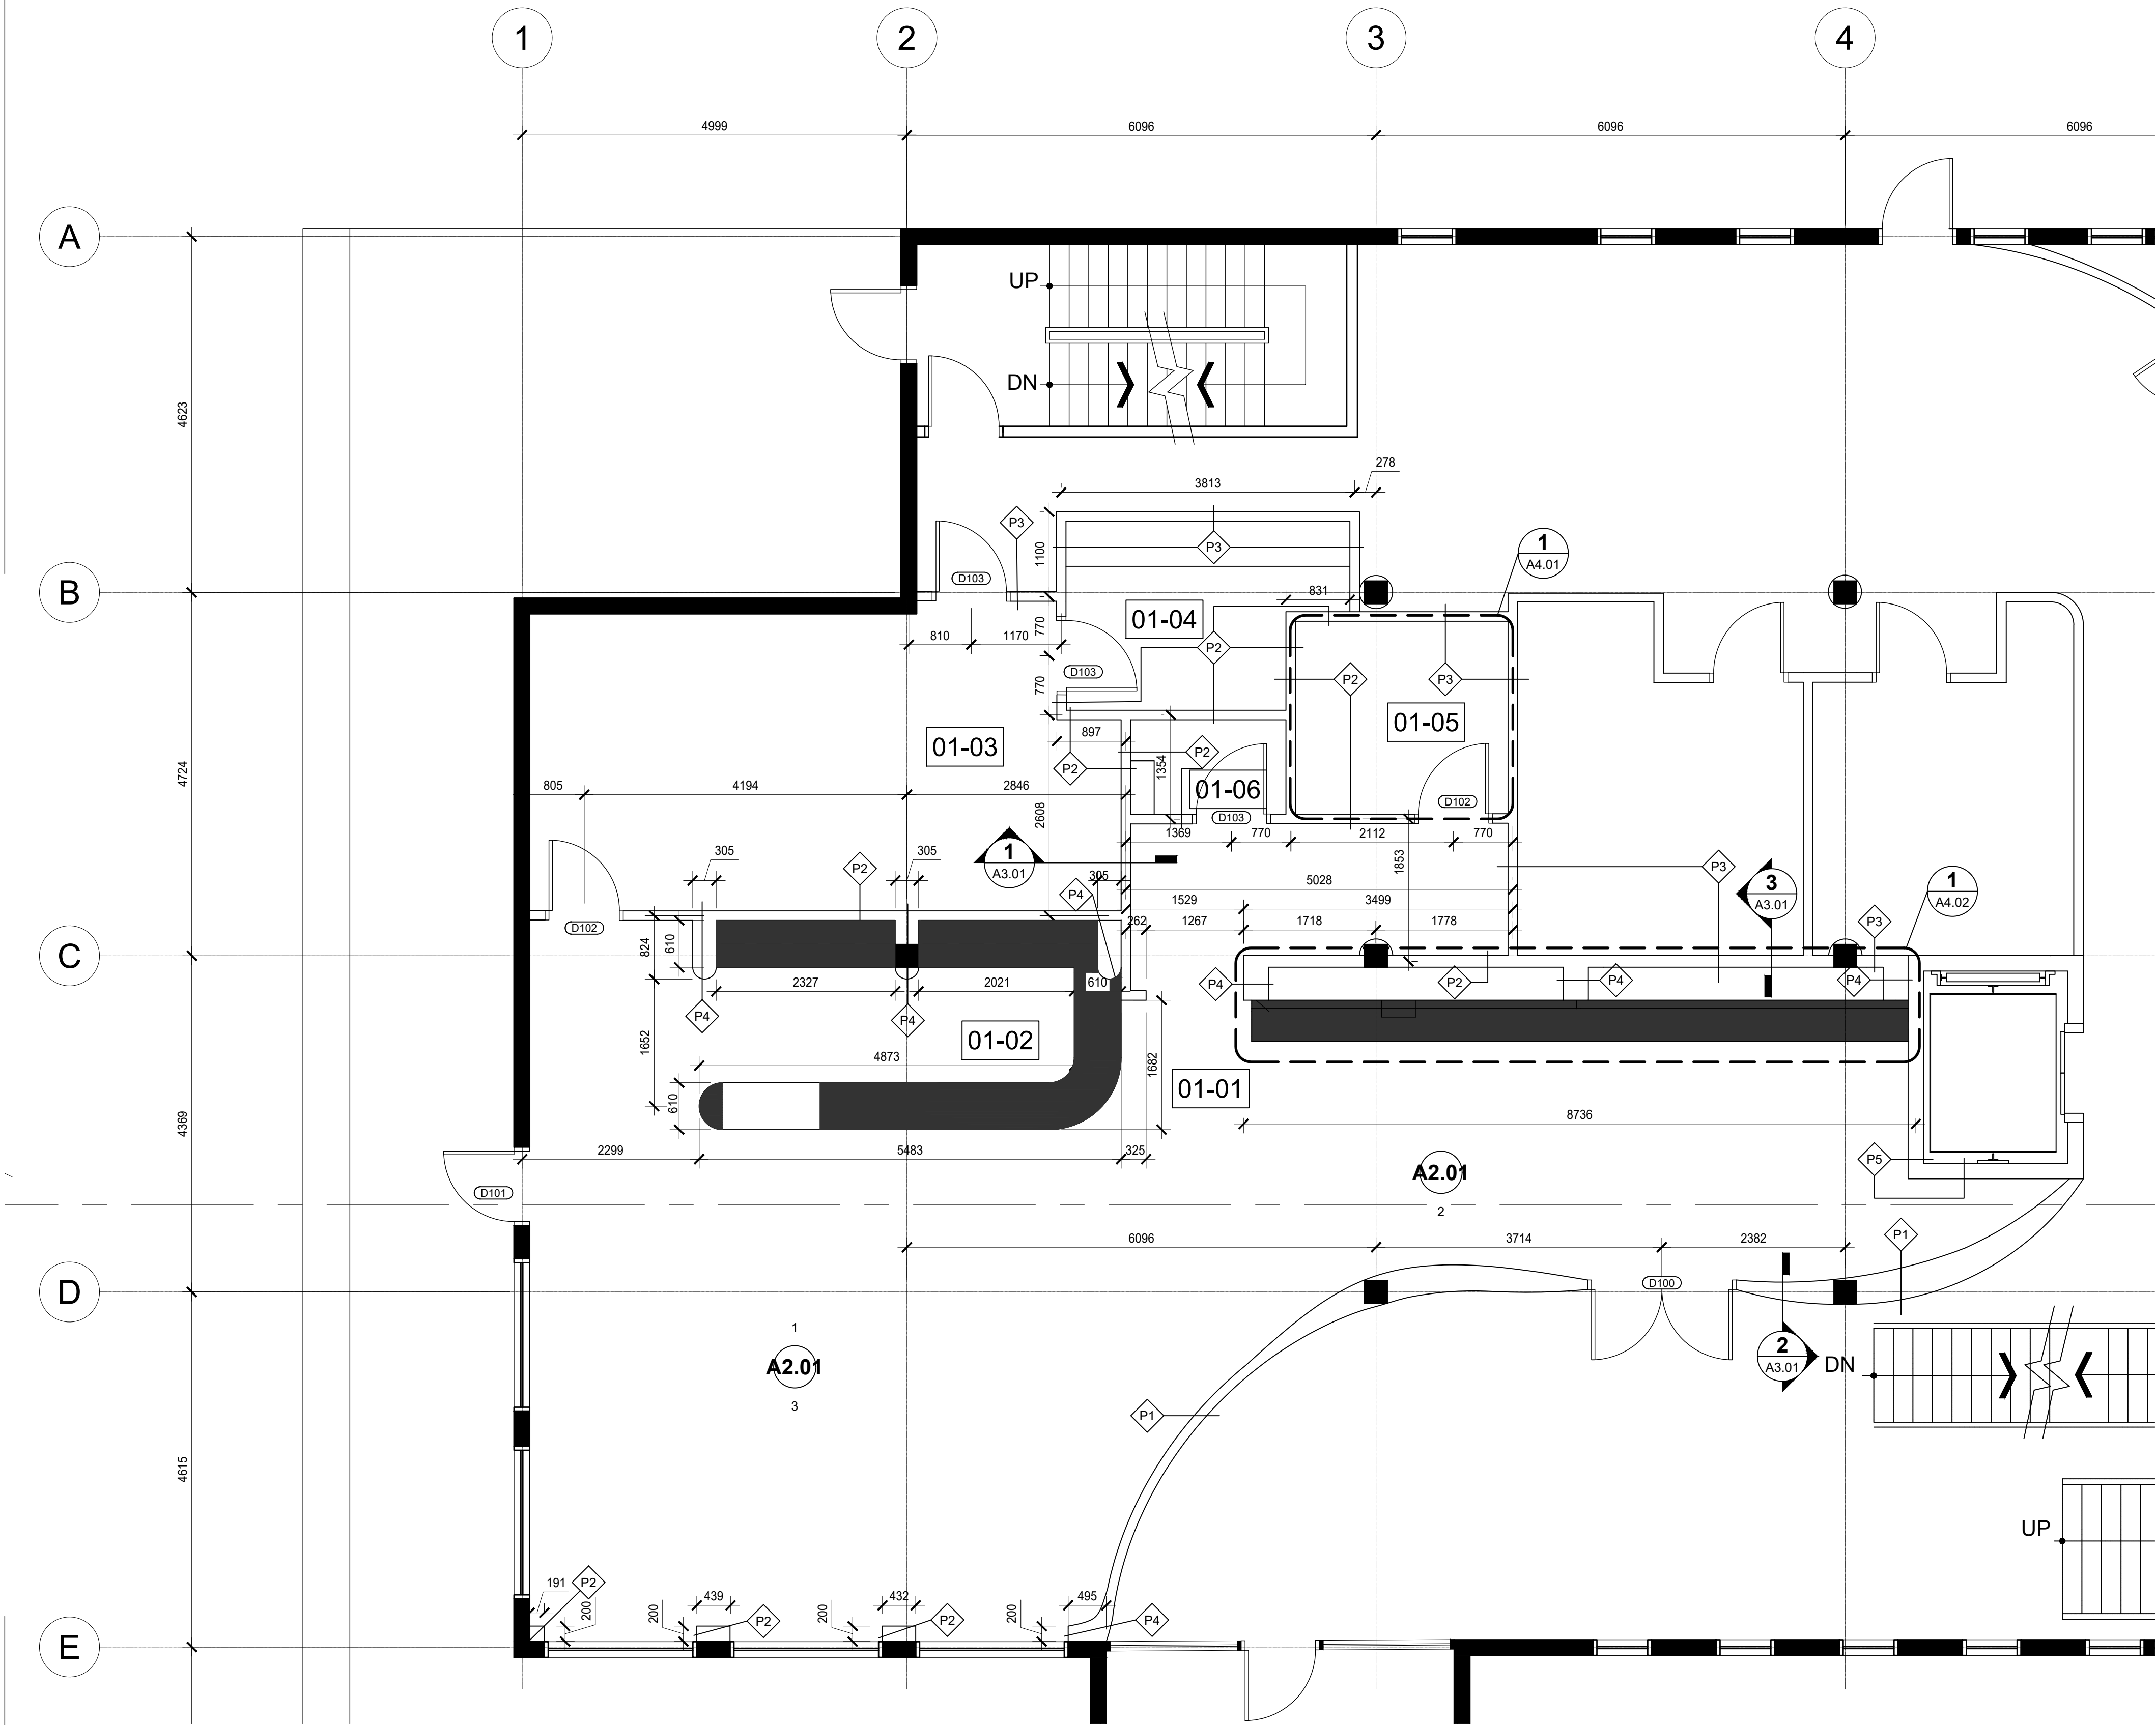 1 2 3 4
4999 6096 6096 6096
A
UP
DN
4623
278
3813
P3
1
A4.01
1100
P3
D103
B
831
01-04
770
810 1170
P2
D103
770
P2 P3
01-05
897
01-03
P2
1354
P2
4724
805 4194 2846
01-06
D102
2608
D103
1369 770 2112 770
305 P2 305
1
A3.01
305
P4
1853
P3
5028
3
A3.01
1
A4.02
1529 3499
262 1267 1718 1778
P3
D102
824
610
C
2327 2021 610
P4 P2 P4 P4
P4 P4
01-02
1652
4873
1682
01-01
610
8736
4369
2299 5483 325
P5
A2.01
2
D101
P1
6096 3714 2382
D
D100
1
A2.01
3
2
A3.01
DN
P1
4615
UP
191 P2
200
439
200
P2
432
200
P2
495
200
P4
E